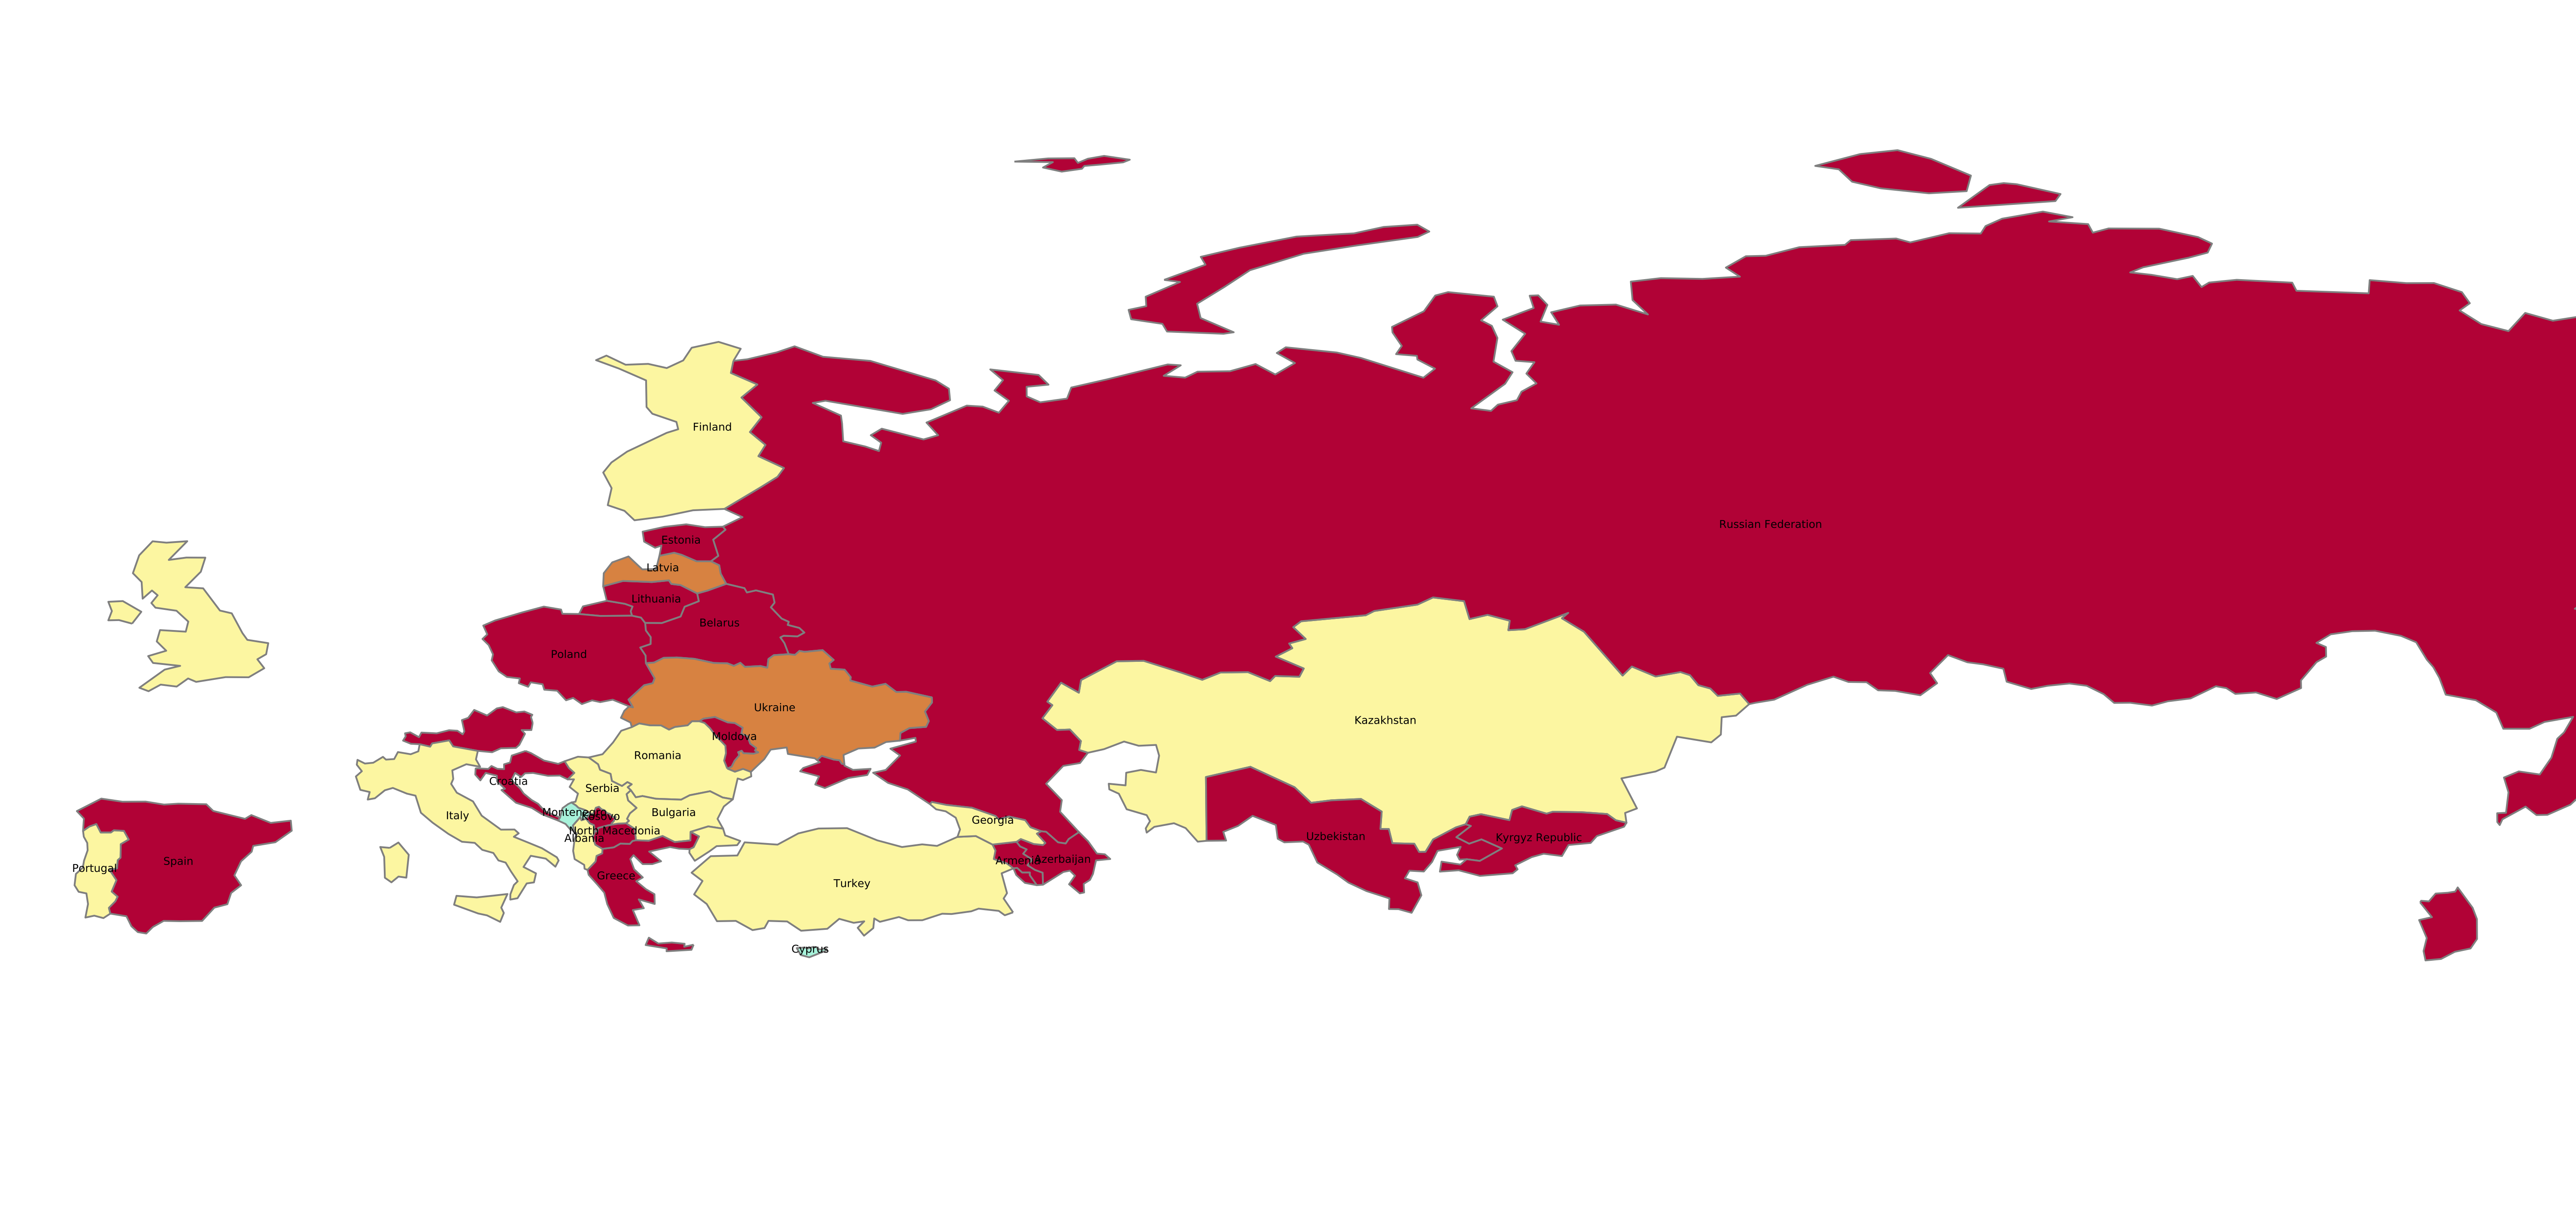 Finland
Russian Federation
Estonia
Latvia
Lithuania
Belarus
Poland
Ukraine
Kazakhstan
Moldova
Romania
Croatia
Serbia
Montenegro
Kosovo
Bulgaria
Italy
Georgia
North Macedonia
Albania
Uzbekistan
Kyrgyz Republic
Armenia
Azerbaijan
Spain
Portugal
Greece
Turkey
Cyprus